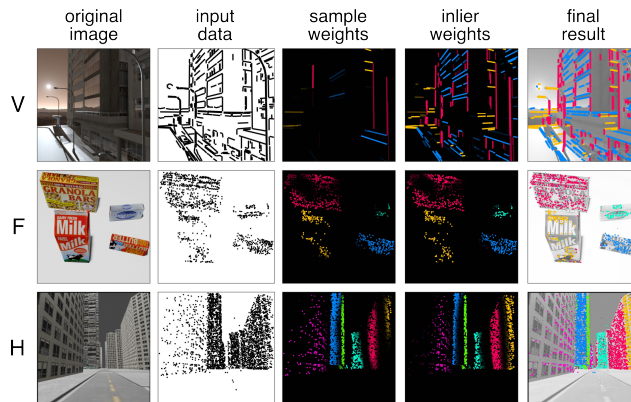 original input sample inlier final
image data weights weights result
V
F
GRANOLA
BARS
Milk
Milk
H